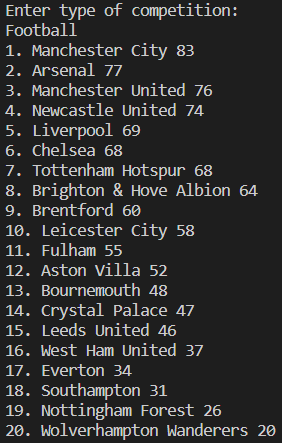 Enter type of competition:
Football
1. Manchester City 83
2. Arsenal 77
3. Manchester United 76
4. Newcastle United 74
5. Liverpool 69
6. Chelsea 68
7. Tottenham Hotspur 68
8. Brighton & Hove Albion 64
9. Brentford 60
10. Leicester City 58
11. Fulham 55
12. Aston Villa 52
13. Bournemouth 48
14. Crystal Palace 47
15. Leeds United 46
16. West Ham United 37
17. Everton 34
18. Southampton 31
19. Nottingham Forest 26
20. Wolverhampton Wanderers 20